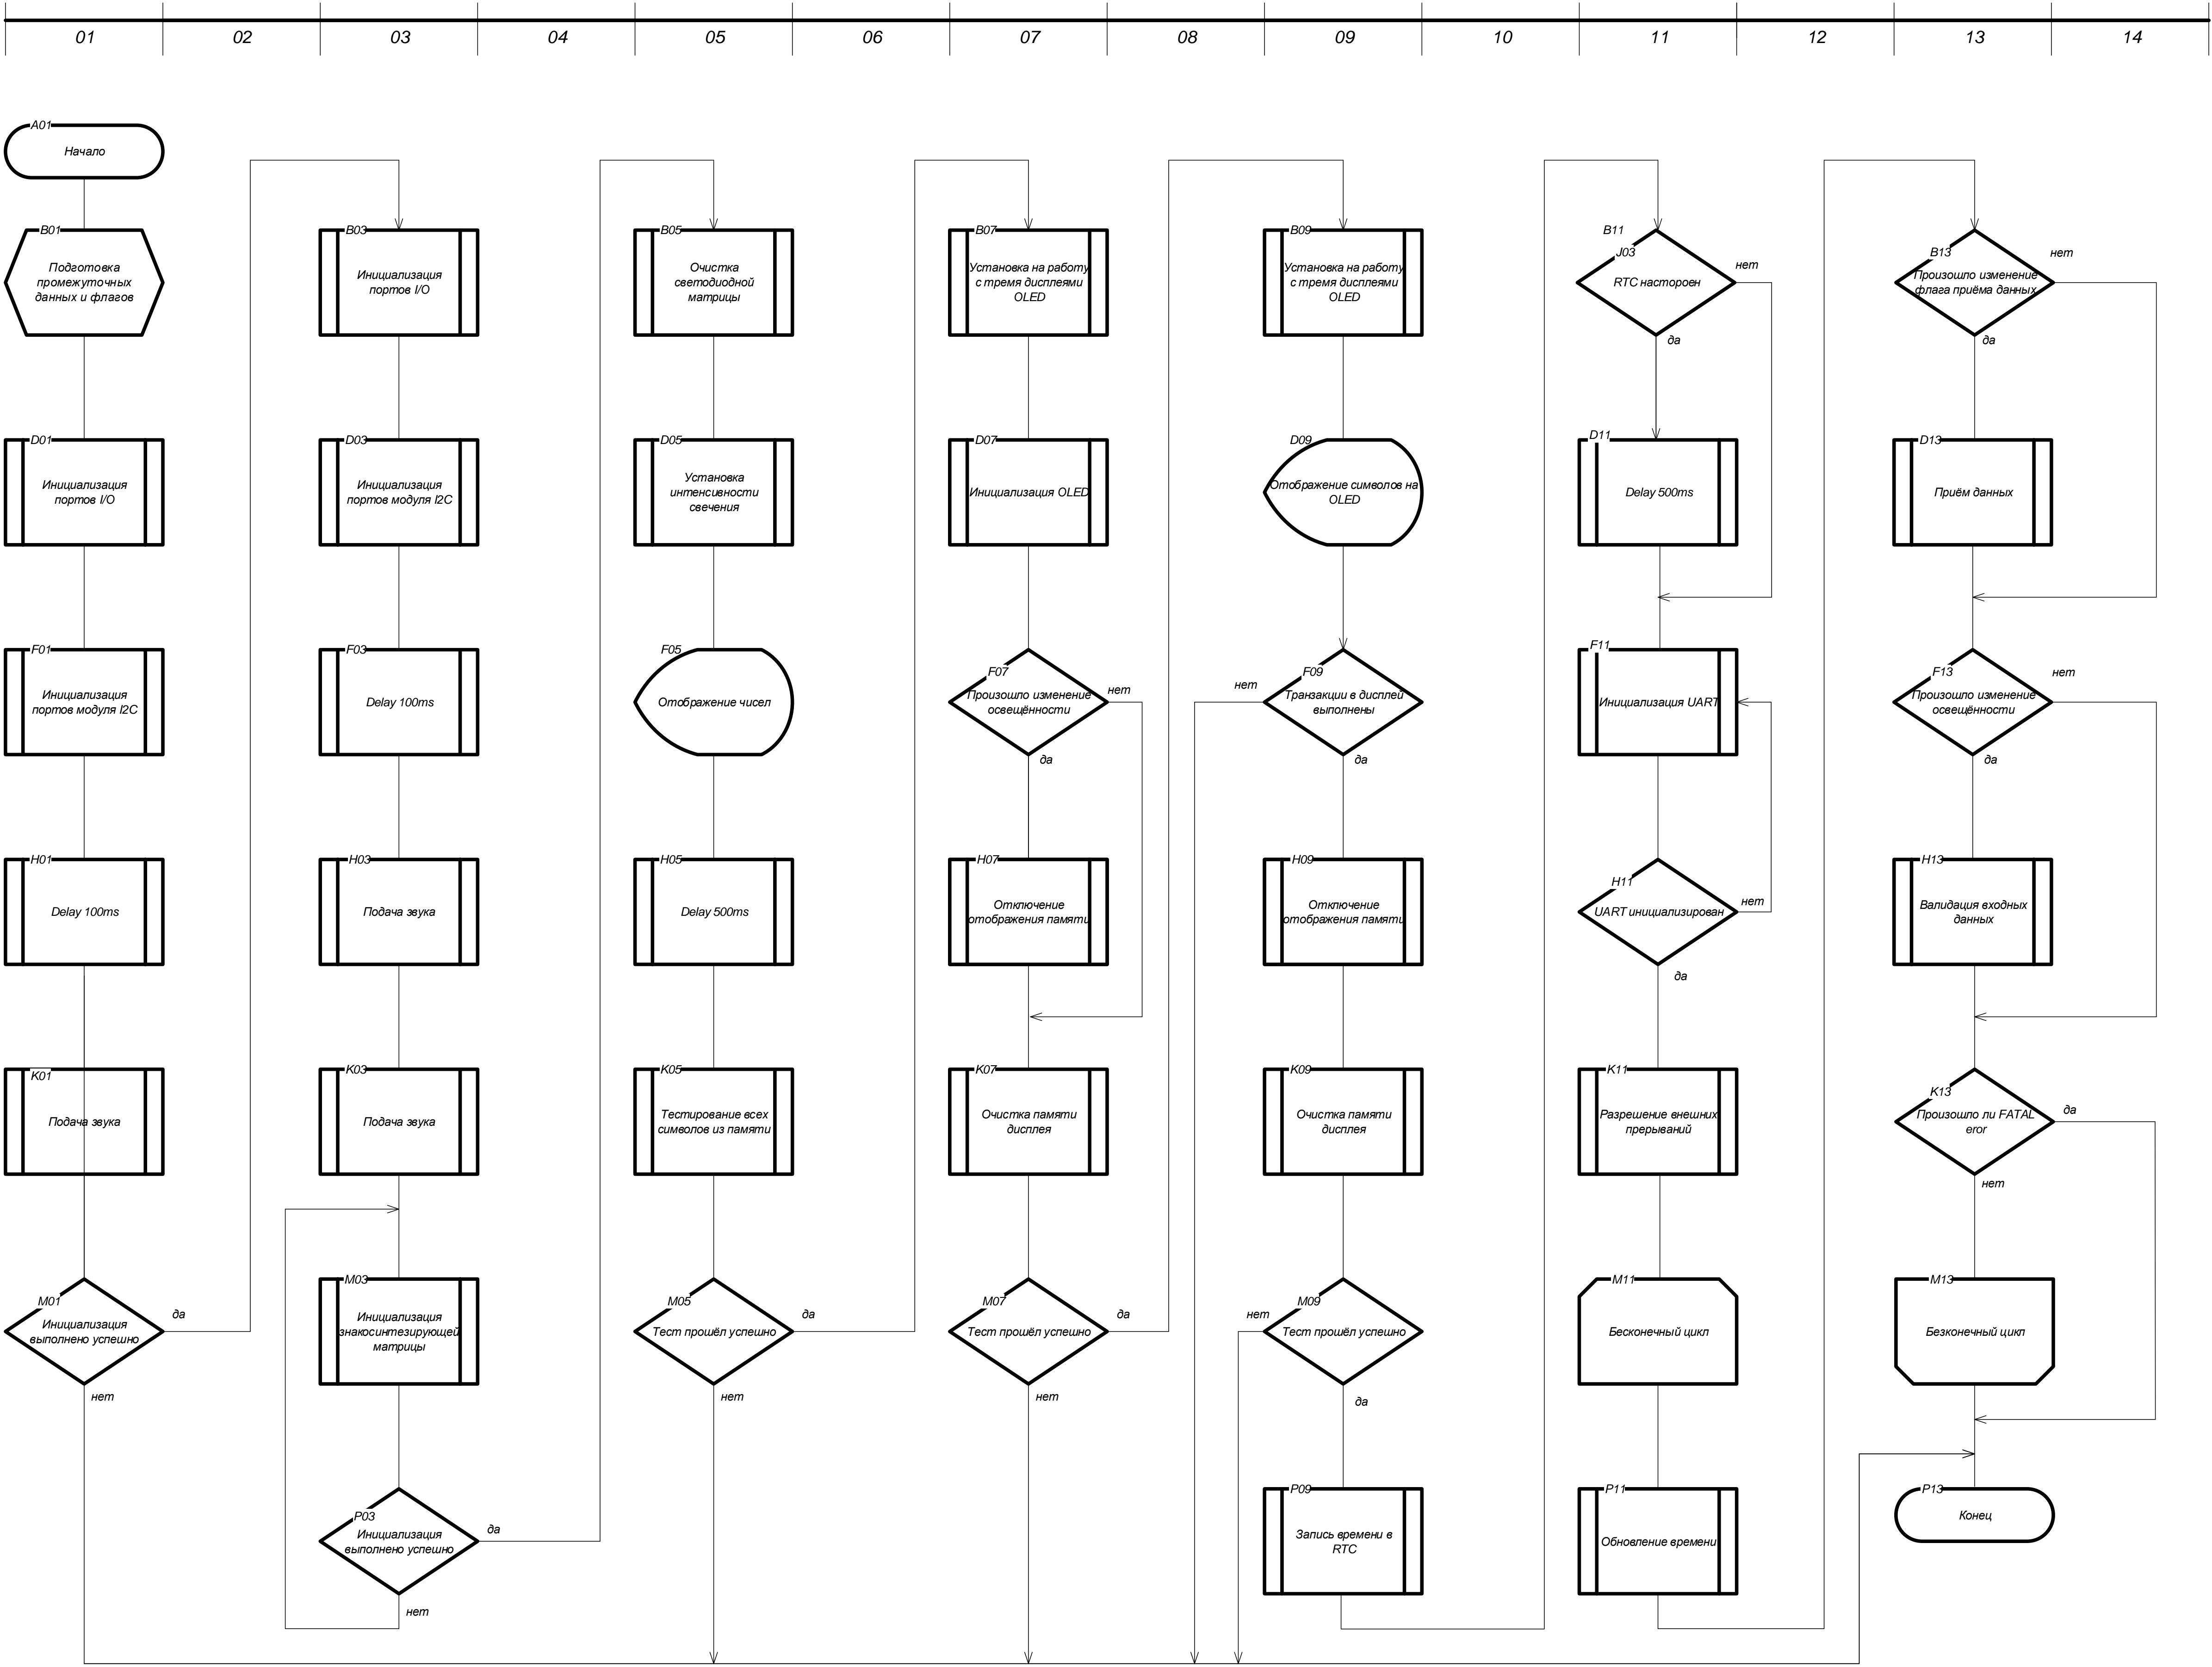 01 02 03 04 05 06 07 08 09 10 11 12 13 14
A01
Начало
B01
Подготовка
промежуточных
данных и флагов
D01
Инициализация
портов I/O
F01
Инициализация
портов модуля I2C
H01
Delay 100ms
K01
Подача звука
M01
Инициализация
выполнено успешно
да
нет
B03
Инициализация
портов I/O
D03
Инициализация
портов модуля I2C
F03
Delay 100ms
H03
Подача звука
K03
Подача звука
M03
Инициализация
знакосинтезирующей
матрицы
P03
Инициализация
выполнено успешно
да
нет
B05
Очистка
светодиодной
матрицы
D05
Установка
интенсивности
свечения
F05
Отображение чисел
H05
Delay 500ms
K05
Тестирование всех
символов из памяти
M05
Тест прошёл успешно
да
нет
B07
Установка на работу
с тремя дисплеями
OLED
D07
Инициализация OLED
F07
Произошло изменение
освещённости
нет
да
H07
Отключение
отображения памяти
K07
Очистка памяти
дисплея
M07
Тест прошёл успешно
да
нет
B09
Установка на работу
с тремя дисплеями
OLED
D09
Отображение символов на
OLED
F09
Транзакции в дисплей
выполнены
нет
да
H09
Отключение
отображения памяти
K09
Очистка памяти
дисплея
M09
Тест прошёл успешно
нет
да
P09
Запись времени в
RTC
B11
J03
RTC настороен
нет
да
D11
Delay 500ms
F11
Инициализация UART
H11
UART инициализирован
нет
да
K11
Разрешение внешних
прерываний
M11
Бесконечный цикл
P11
Обновление времени
B13
Произошло изменение
флага приёма данных
нет
да
D13
Приём данных
F13
Произошло изменение
освещённости
нет
да
H13
Валидация входных
данных
K13
Произошло ли FATAL
eror
да
нет
M13
Безконечный цикл
P13
Конец